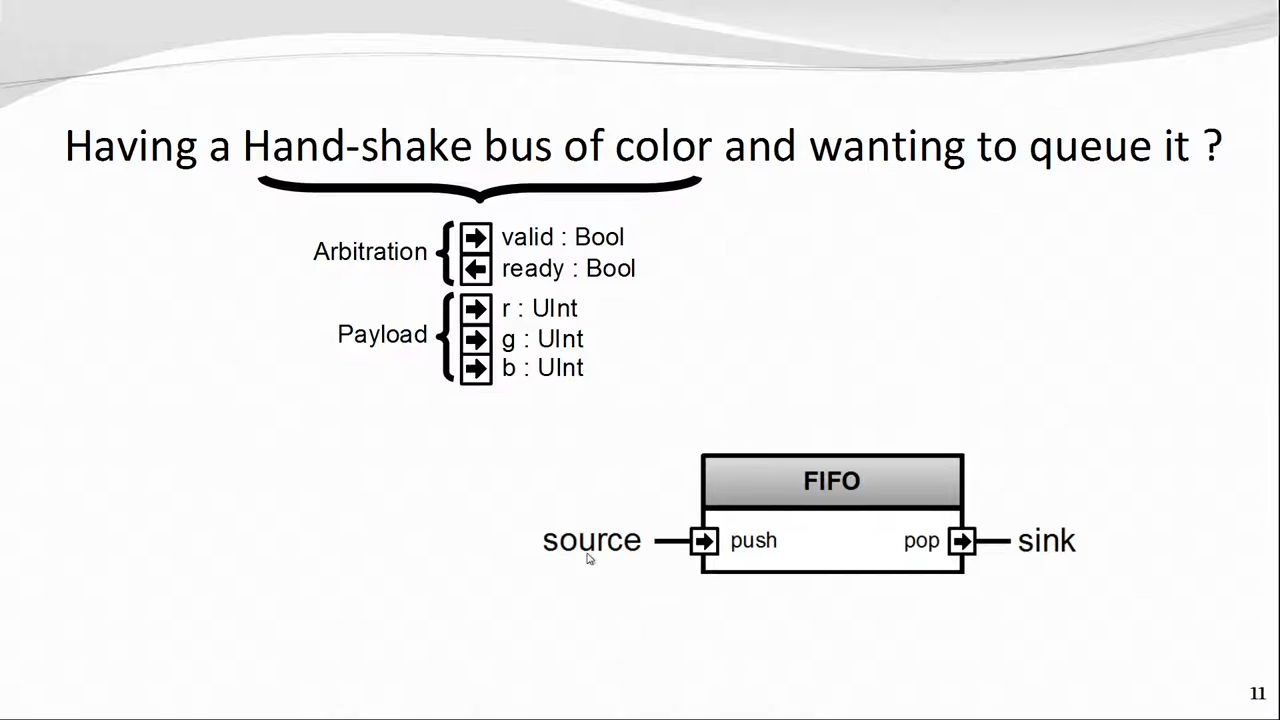 Having a Hand-shake bus of color and wanting to queue it ?
Arbitration
valid : Bool
ready : Bool
Payload
r : UInt
g : UInt
b : UInt
FIFO
source
push
pop
sink
11